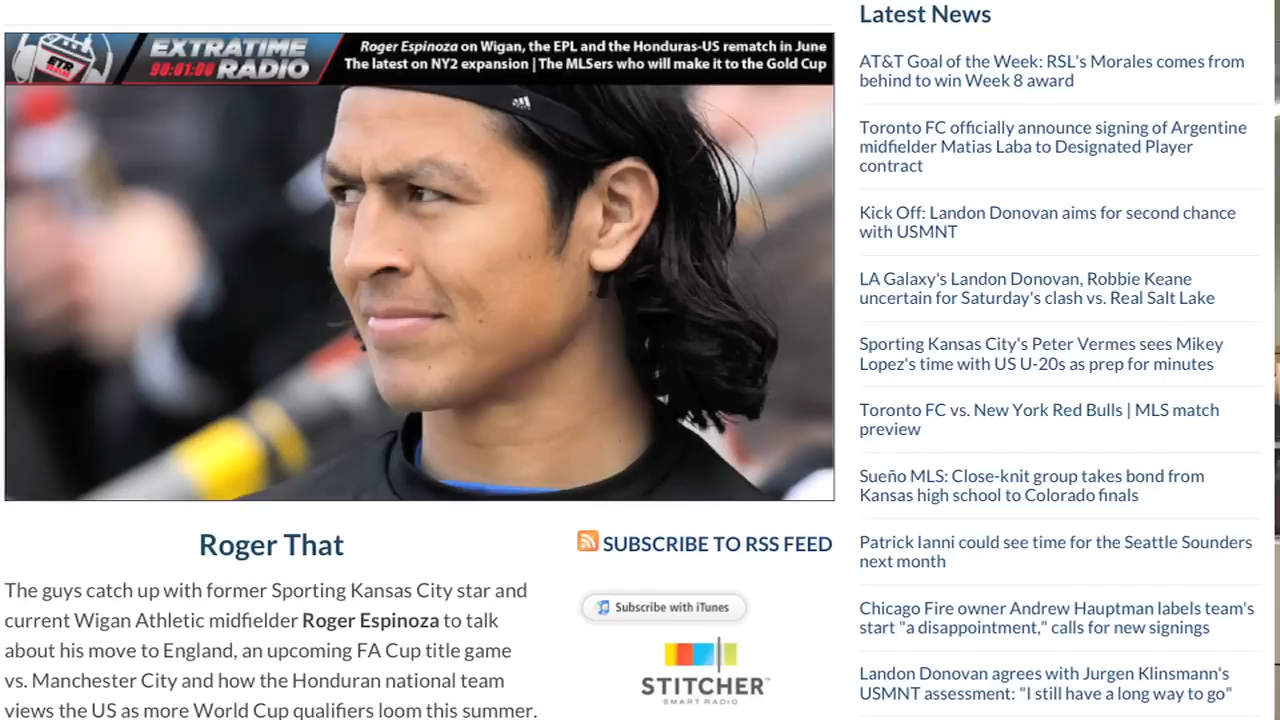 ETR
EXTRATIME
90:01:00 RADIO
Roger Espinoza on Wigan, the EPL and the Honduras-US rematch in June
The latest on NY2 expansion | The MLSers who will make it to the Gold Cup
Roger That
The guys catch up with former Sporting Kansas City star and
current Wigan Athletic midfielder Roger Espinoza to talk
about his move to England, an upcoming FA Cup title game
vs. Manchester City and how the Honduran national team
views the US as more World Cup qualifiers loom this summer.
SUBSCRIBE TO RSS FEED
Subscribe with iTunes
STITCHER™
SMART RADIO
Latest News
AT&T Goal of the Week: RSL's Morales comes from
behind to win Week 8 award
Toronto FC officially announce signing of Argentine
midfielder Matias Laba to Designated Player
contract
Kick Off: Landon Donovan aims for second chance
with USMNT
LA Galaxy's Landon Donovan, Robbie Keane
uncertain for Saturday's clash vs. Real Salt Lake
Sporting Kansas City's Peter Vermes sees Mikey
Lopez's time with US U-20s as prep for minutes
Toronto FC vs. New York Red Bulls | MLS match
preview
Sueño MLS: Close-knit group takes bond from
Kansas high school to Colorado finals
Patrick Ianni could see time for the Seattle Sounders
next month
Chicago Fire owner Andrew Hauptman labels team's
start "a disappointment," calls for new signings
Landon Donovan agrees with Jurgen Klinsmann's
USMNT assessment: "I still have a long way to go"